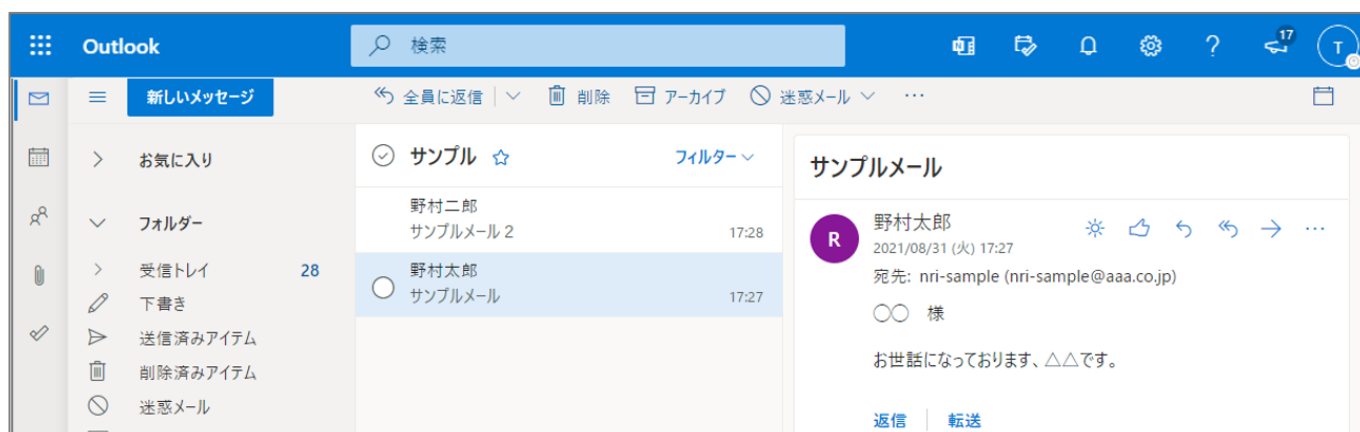 Outlook
検索
17
T
新しいメッセージ
全員に返信
削除
アーカイブ
迷惑メール
お気に入り
フォルダー
受信トレイ 28
下書き
送信済みアイテム
削除済みアイテム
迷惑メール
サンプル
フィルター
野村二郎
サンプルメール 2 17:28
野村太郎
サンプルメール 17:27
サンプルメール
R
野村太郎
2021/08/31 (火) 17:27
宛先: nri-sample (nri-sample@aaa.co.jp)
〇〇 様
お世話になっております、△△です。
返信 転送